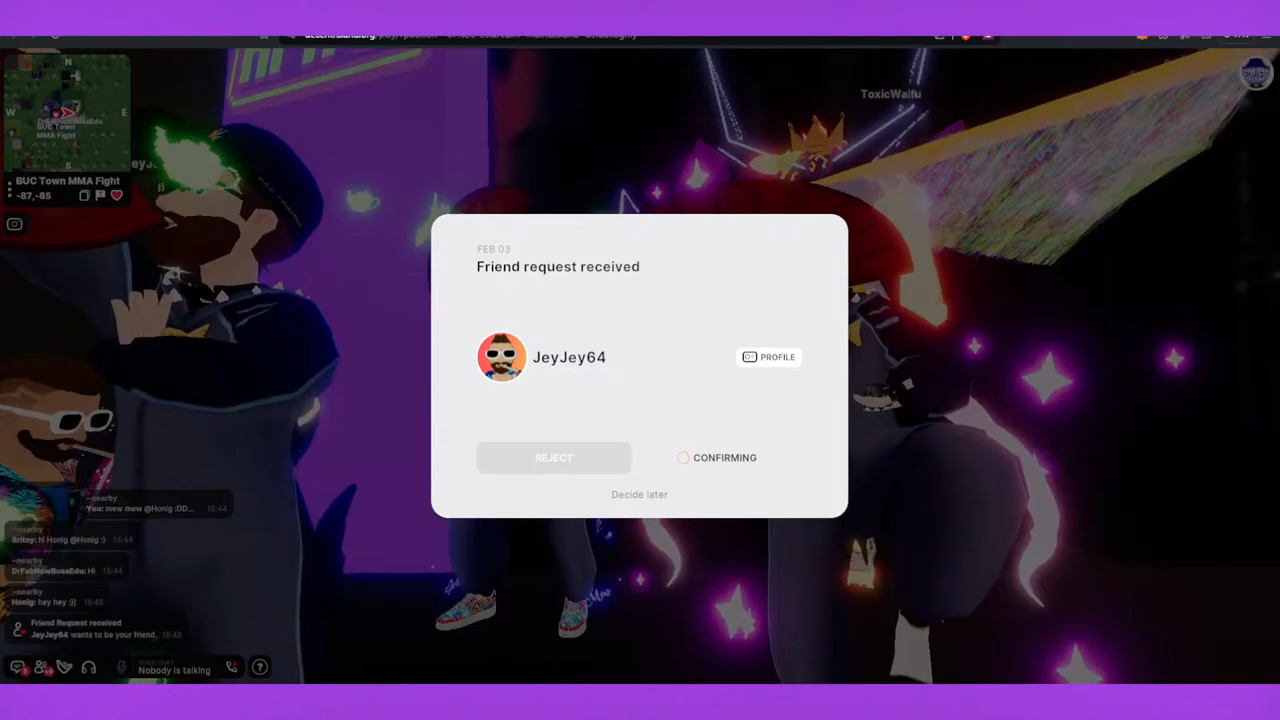 ToxicWaifu
N
W
E
BUC Town
MMA Fight
S
BUC Town MMA Fight
-87,-85
FEB 03
Friend request received
JeyJey64
PROFILE
REJECT
CONFIRMING
Decide later
~nearby
You: mew mew @Honig :DD... 15:44
~nearby
Britny: hi Honig @Honig :) 15:44
~nearby
DrFabNewBussEdu: Hi 15:44
~nearby
Honig: hey hey :)) 15:45
Friend Request received
JeyJey64 wants to be your friend, 15:45
VOICE CHAT
Nobody is talking